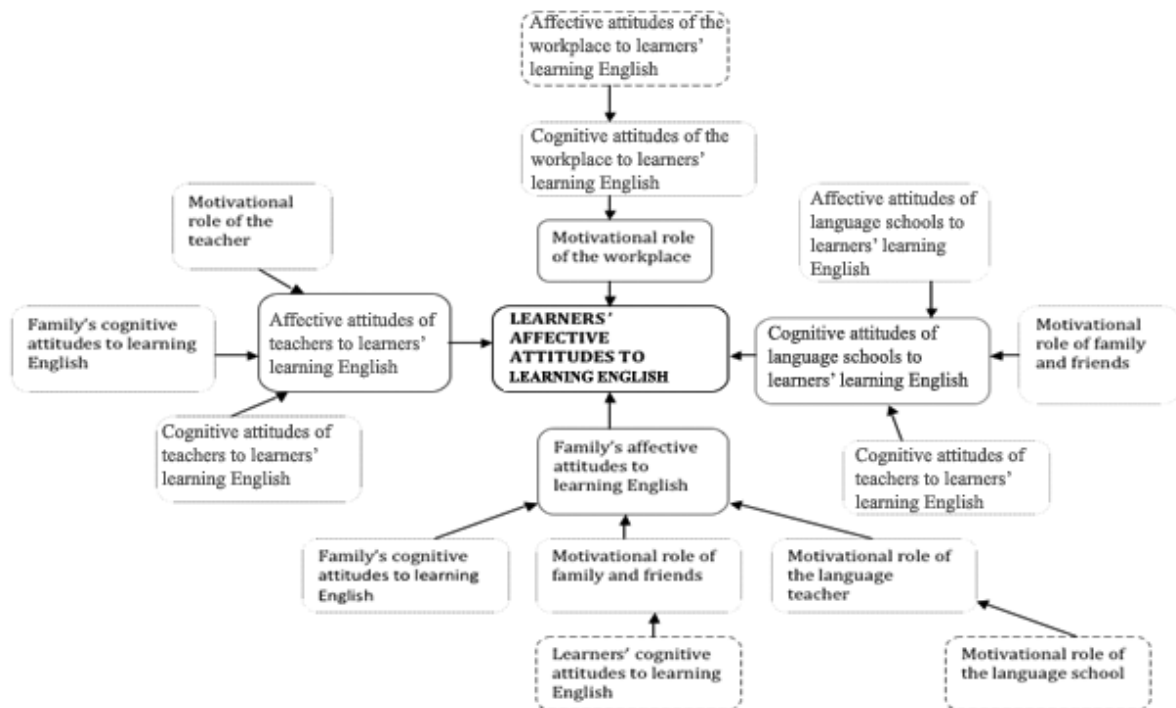 Affective attitudes of the
workplace to learners'
learning English
Cognitive attitudes of the
workplace to learners'
learning English
Motivational
role of the
teacher
Affective attitudes of
language schools to
learners' learning
English
Motivational role
of the workplace
Family's cognitive
attitudes to learning
English
Affective attitudes of
teachers to learners'
learning English
LEARNERS'
AFFECTIVE
ATTITUDES TO
LEARNING ENGLISH
Cognitive attitudes of
language schools to
learners' learning English
Motivational
role of family
and friends
Cognitive attitudes of
teachers to learners'
learning English
Family's affective
attitudes to
learning English
Cognitive attitudes of
teachers to learners'
learning English
Family's cognitive
attitudes to learning
English
Motivational role of
family and friends
Motivational role of
the language
teacher
Learners' cognitive
attitudes to learning
English
Motivational role of
the language school